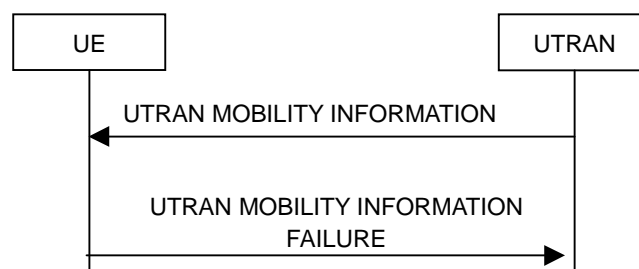 UE
UTRAN
UTRAN MOBILITY INFORMATION
UTRAN MOBILITY INFORMATION
FAILURE